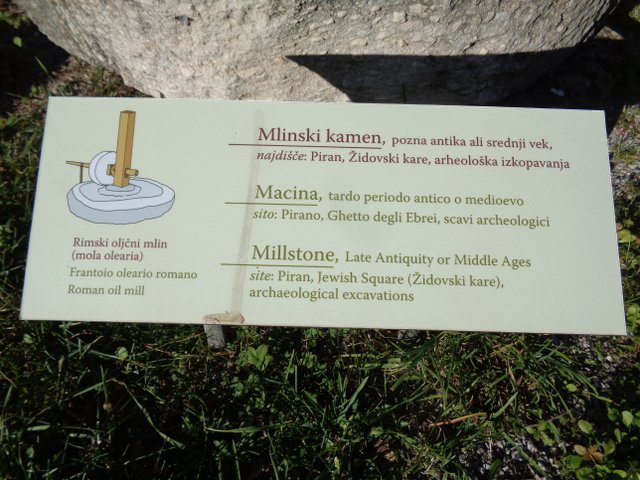 Mlinski kamen, pozna antika ali srednji vek,
najdišče: Piran, Židovski kare, arheološka izkopavanja
Macina, tardo periodo antico o medioevo
sito: Pirano, Ghetto degli Ebrei, scavi archeologici
Millstone, Late Antiquity or Middle Ages
site: Piran, Jewish Square (Židovski kare),
archaeological excavations
Rimski oljčni mlin
(mola olearia)
Frantoio oleario romano
Roman oil mill